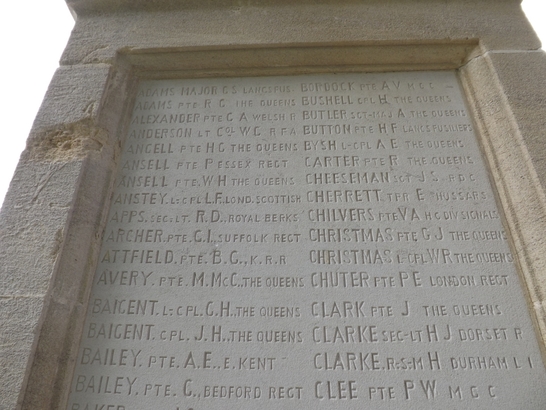 ADAMS MAJOR G S LANCS FUS
ADAMS PTE R C THE QUEENS
ALEXANDER PTE C A WELSH R
ANDERSON LT COL W G R F A
ANGELL PTE H G THE QUEENS
ANSELL PTE F ESSEX REGT
ANSELL PTE W H THE QUEENS
ANSTEY. L: CPL L.F. LOND. SCOTTISH
APPS. SEC: LT. R.D. ROYAL BERKS
ARCHER. PTE. G.I. SUFFOLK REGT
ATTFIELD. PTE. B.G., K.R.R
AVERY. PTE. M.MCC. THE QUEENS
BAIGENT. L: CPL. G.H. THE QUEENS
BAIGENT. CPL. J.H. THE QUEENS
BAILEY. PTE. A.E. E. KENT
BAILEY. PTE. G., BEDFORD REGT
BAKER
BURDOCK PTE A V M G C
BUSHELL CPL H THE QUEENS
BUTLER SGT-MAJ A THE QUEENS
BUTTON PTE H F LANCS FUSLIERS
BYSH L-CPL A E THE QUEENS
CARTER PTE R THE QUEENS
CHEESEMAN SGT J S
CHERRETT. TPR E HUSSARS
CHILVERS PTE V A H C DIVISIONALS
CHRISTMAS PTE G J THE QUEENS
CHRISTMAS L CPL W R THE QUEENS
CHUTER PTE P E LONDON REGT
CLARK PTE J THE QUEENS
CLARKE SEC-LT H J DORSET R
CLARKE. R:S:M H DURHAM L I
CLEE PTE P W M G C